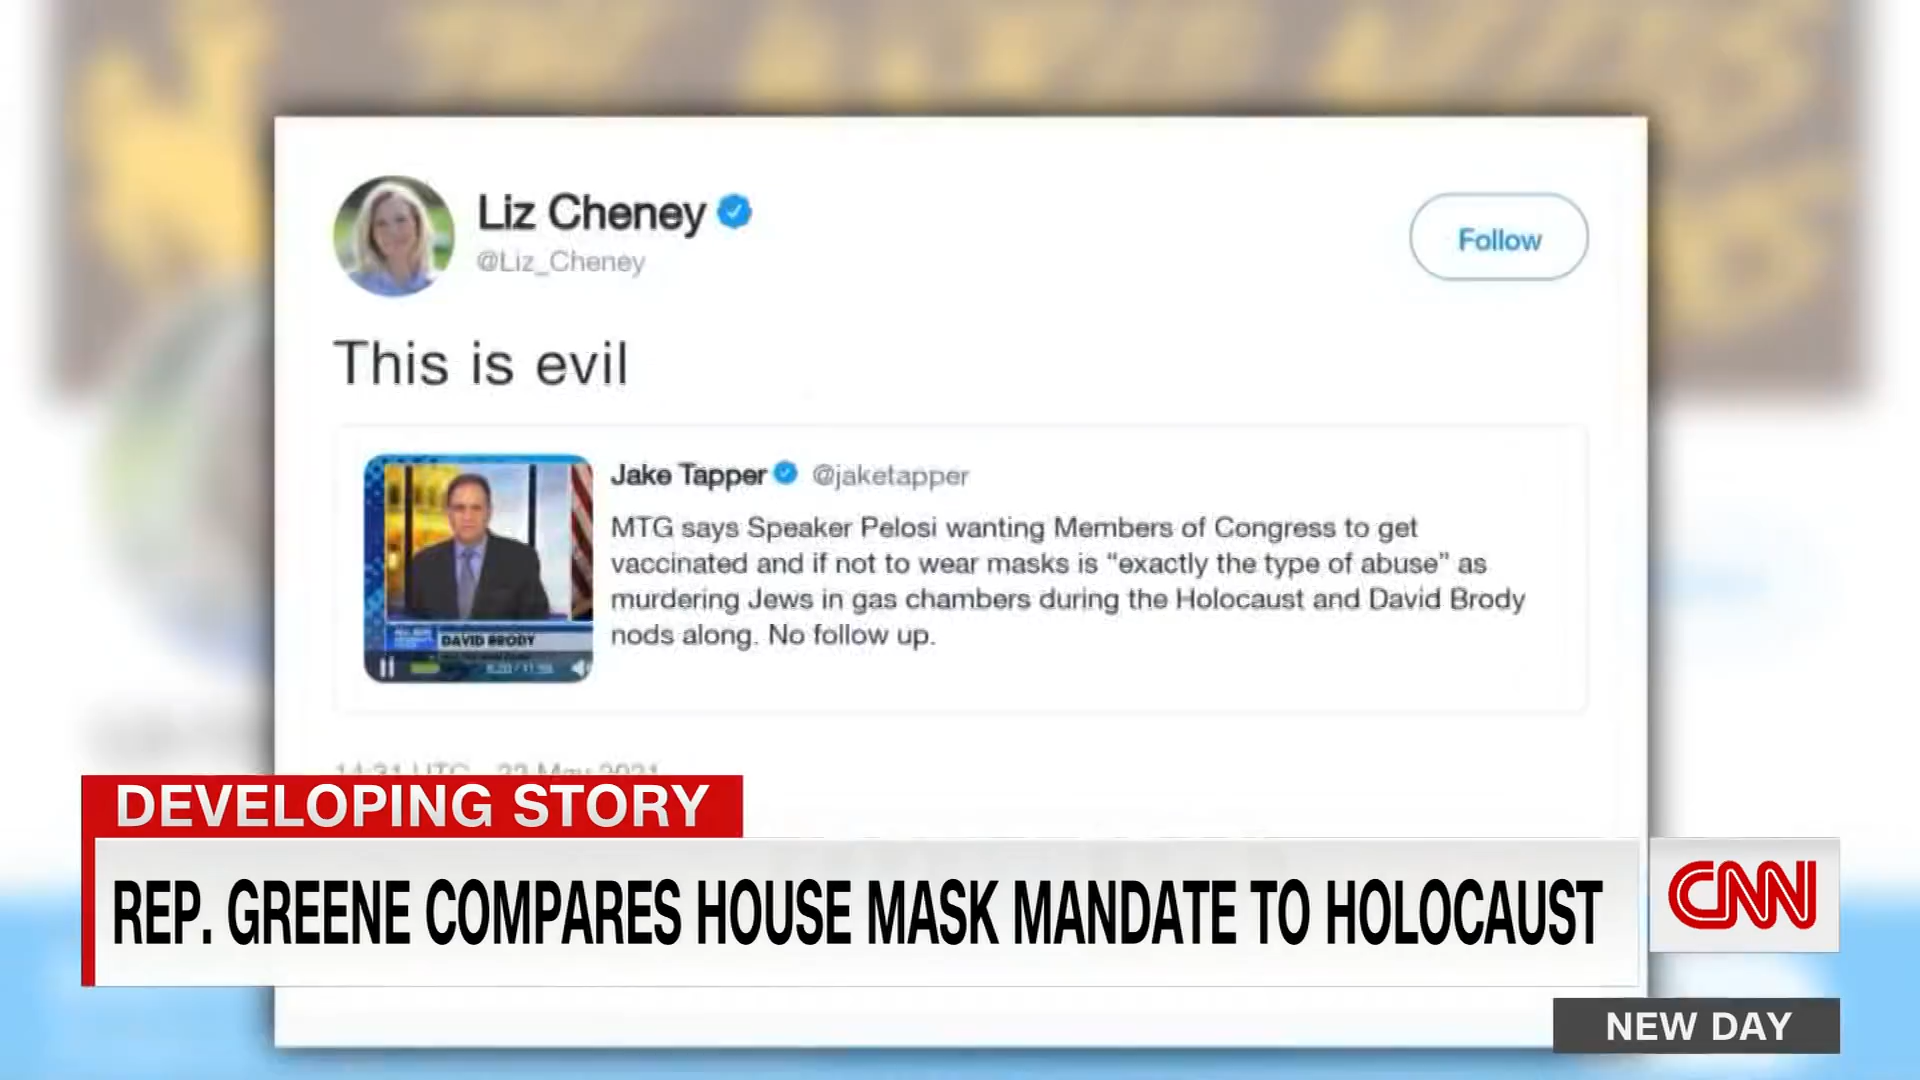 Liz Cheney
@Liz_Cheney
Follow
This is evil
Jake Tapper @jaketapper
MTG says Speaker Pelosi wanting Members of Congress to get
vaccinated and if not to wear masks is “exactly the type of abuse” as
murdering Jews in gas chambers during the Holocaust and David Brody
nods along. No follow up.
DAVID BRODY
DEVELOPING STORY
REP. GREENE COMPARES HOUSE MASK MANDATE TO HOLOCAUST
CNN
NEW DAY